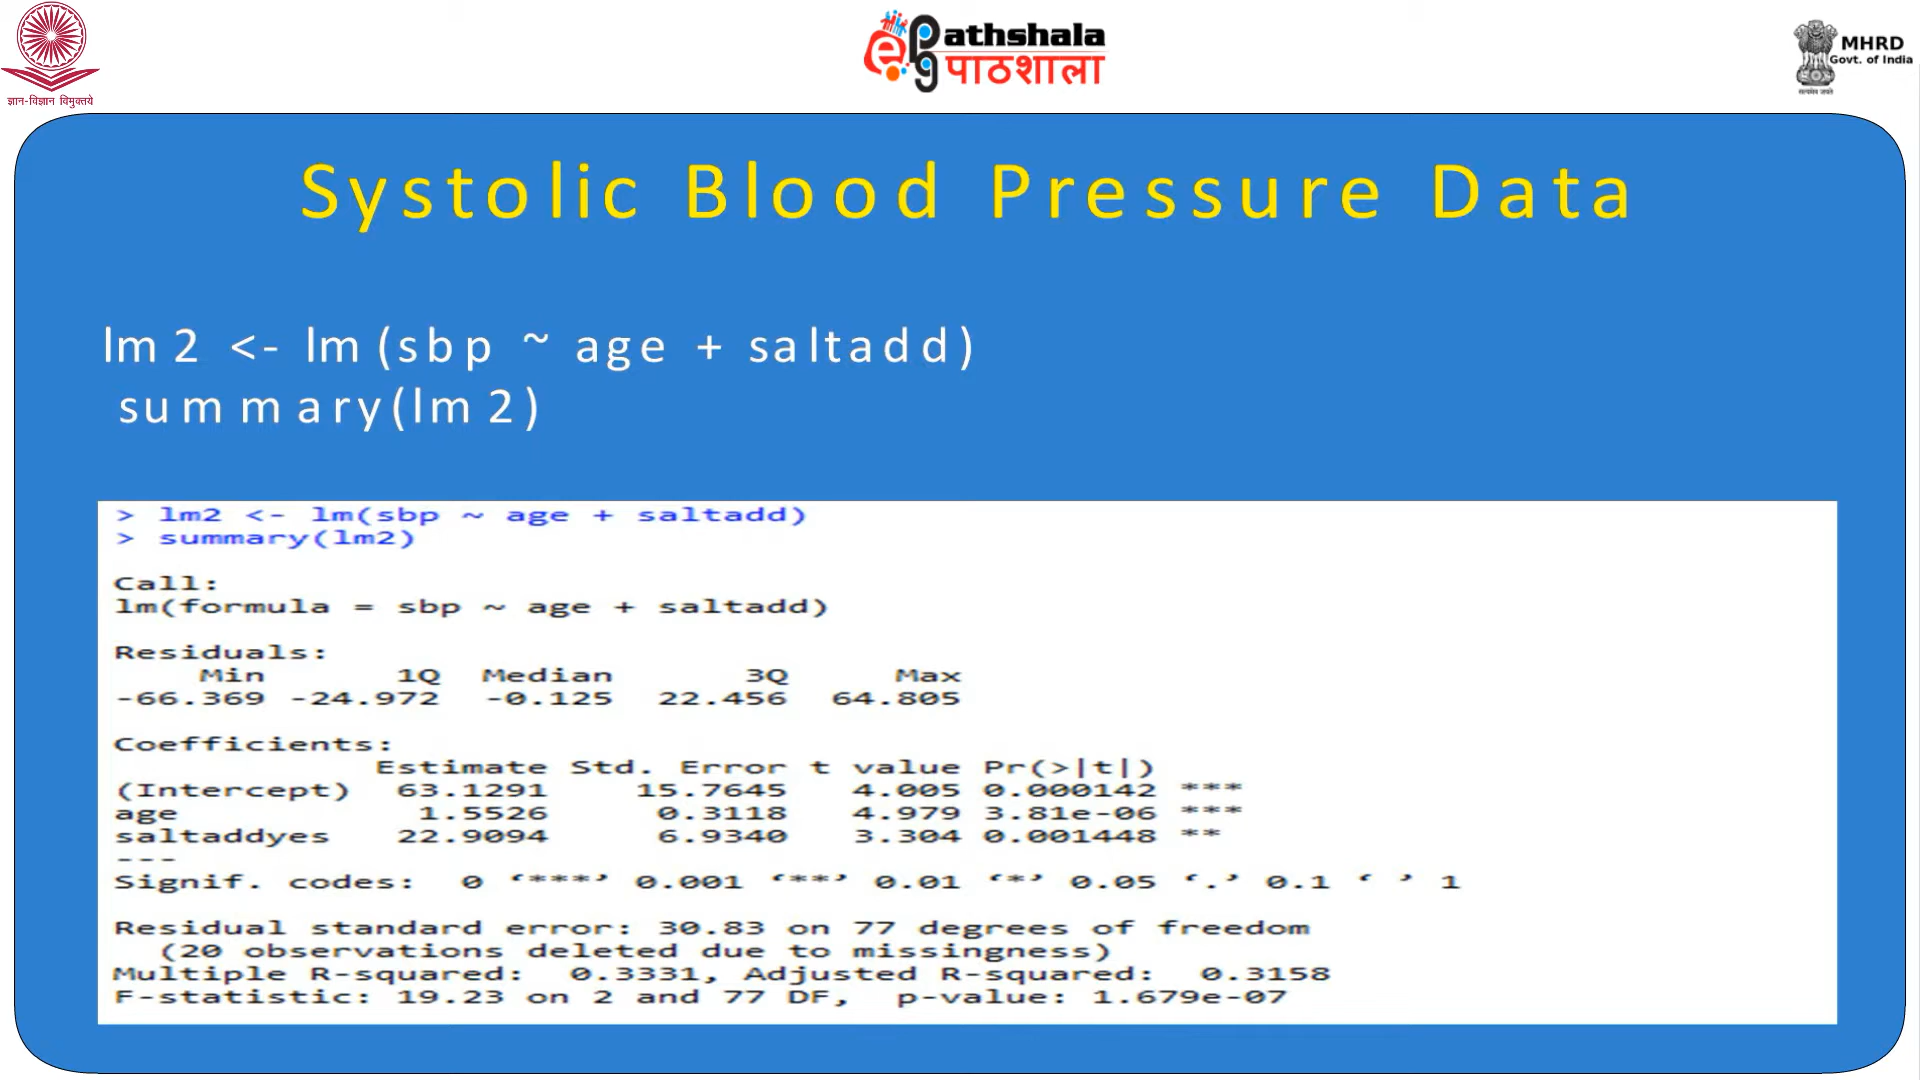 ज्ञान-विज्ञान विमुक्तये
epg Pathshala
पाठशाला
MHRD
Govt. of India
सत्यमेव जयते
Systolic Blood Pressure Data
lm2 <- lm(sbp ~ age + saltadd)
summary(lm2)
> lm2 <- lm(sbp ~ age + saltadd)
> summary(lm2)
Call:
lm(formula = sbp ~ age + saltadd)
Residuals:
Min 1Q Median 3Q Max
-66.369 -24.972 -0.125 22.456 64.805
Coefficients:
Estimate Std. Error t value Pr(>|t|)
(Intercept) 63.1291 15.7645 4.005 0.000142 ***
age 1.5526 0.3118 4.979 3.81e-06 ***
saltaddyes 22.9094 6.9340 3.304 0.001448 **
---
Signif. codes: 0 ‘***’ 0.001 ‘**’ 0.01 ‘*’ 0.05 ‘.’ 0.1 ‘ ’ 1
Residual standard error: 30.83 on 77 degrees of freedom
(20 observations deleted due to missingness)
Multiple R-squared: 0.3331, Adjusted R-squared: 0.3158
F-statistic: 19.23 on 2 and 77 DF, p-value: 1.679e-07